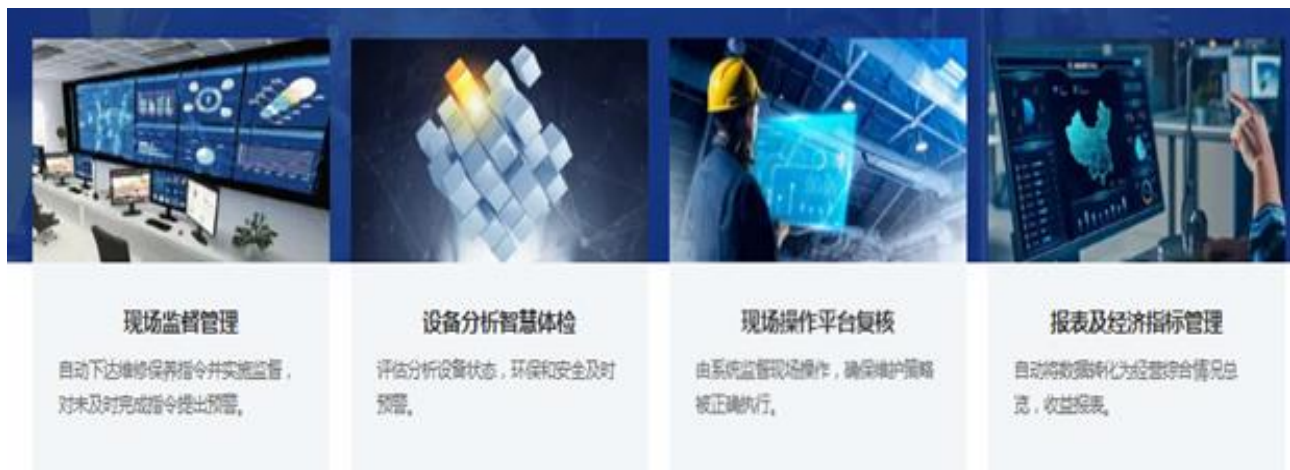 现场监督管理
自动下达维修保养指令并实施监督，
对未及时完成指令提出预警。
设备分析智慧体检
评估分析设备状态，环保和安全及时
预警。
现场操作平台复核
由系统监督现场操作，确保维护策略
被正确执行。
报表及经济指标管理
自动将数据转化为经营综合情况总
览，收益报表。